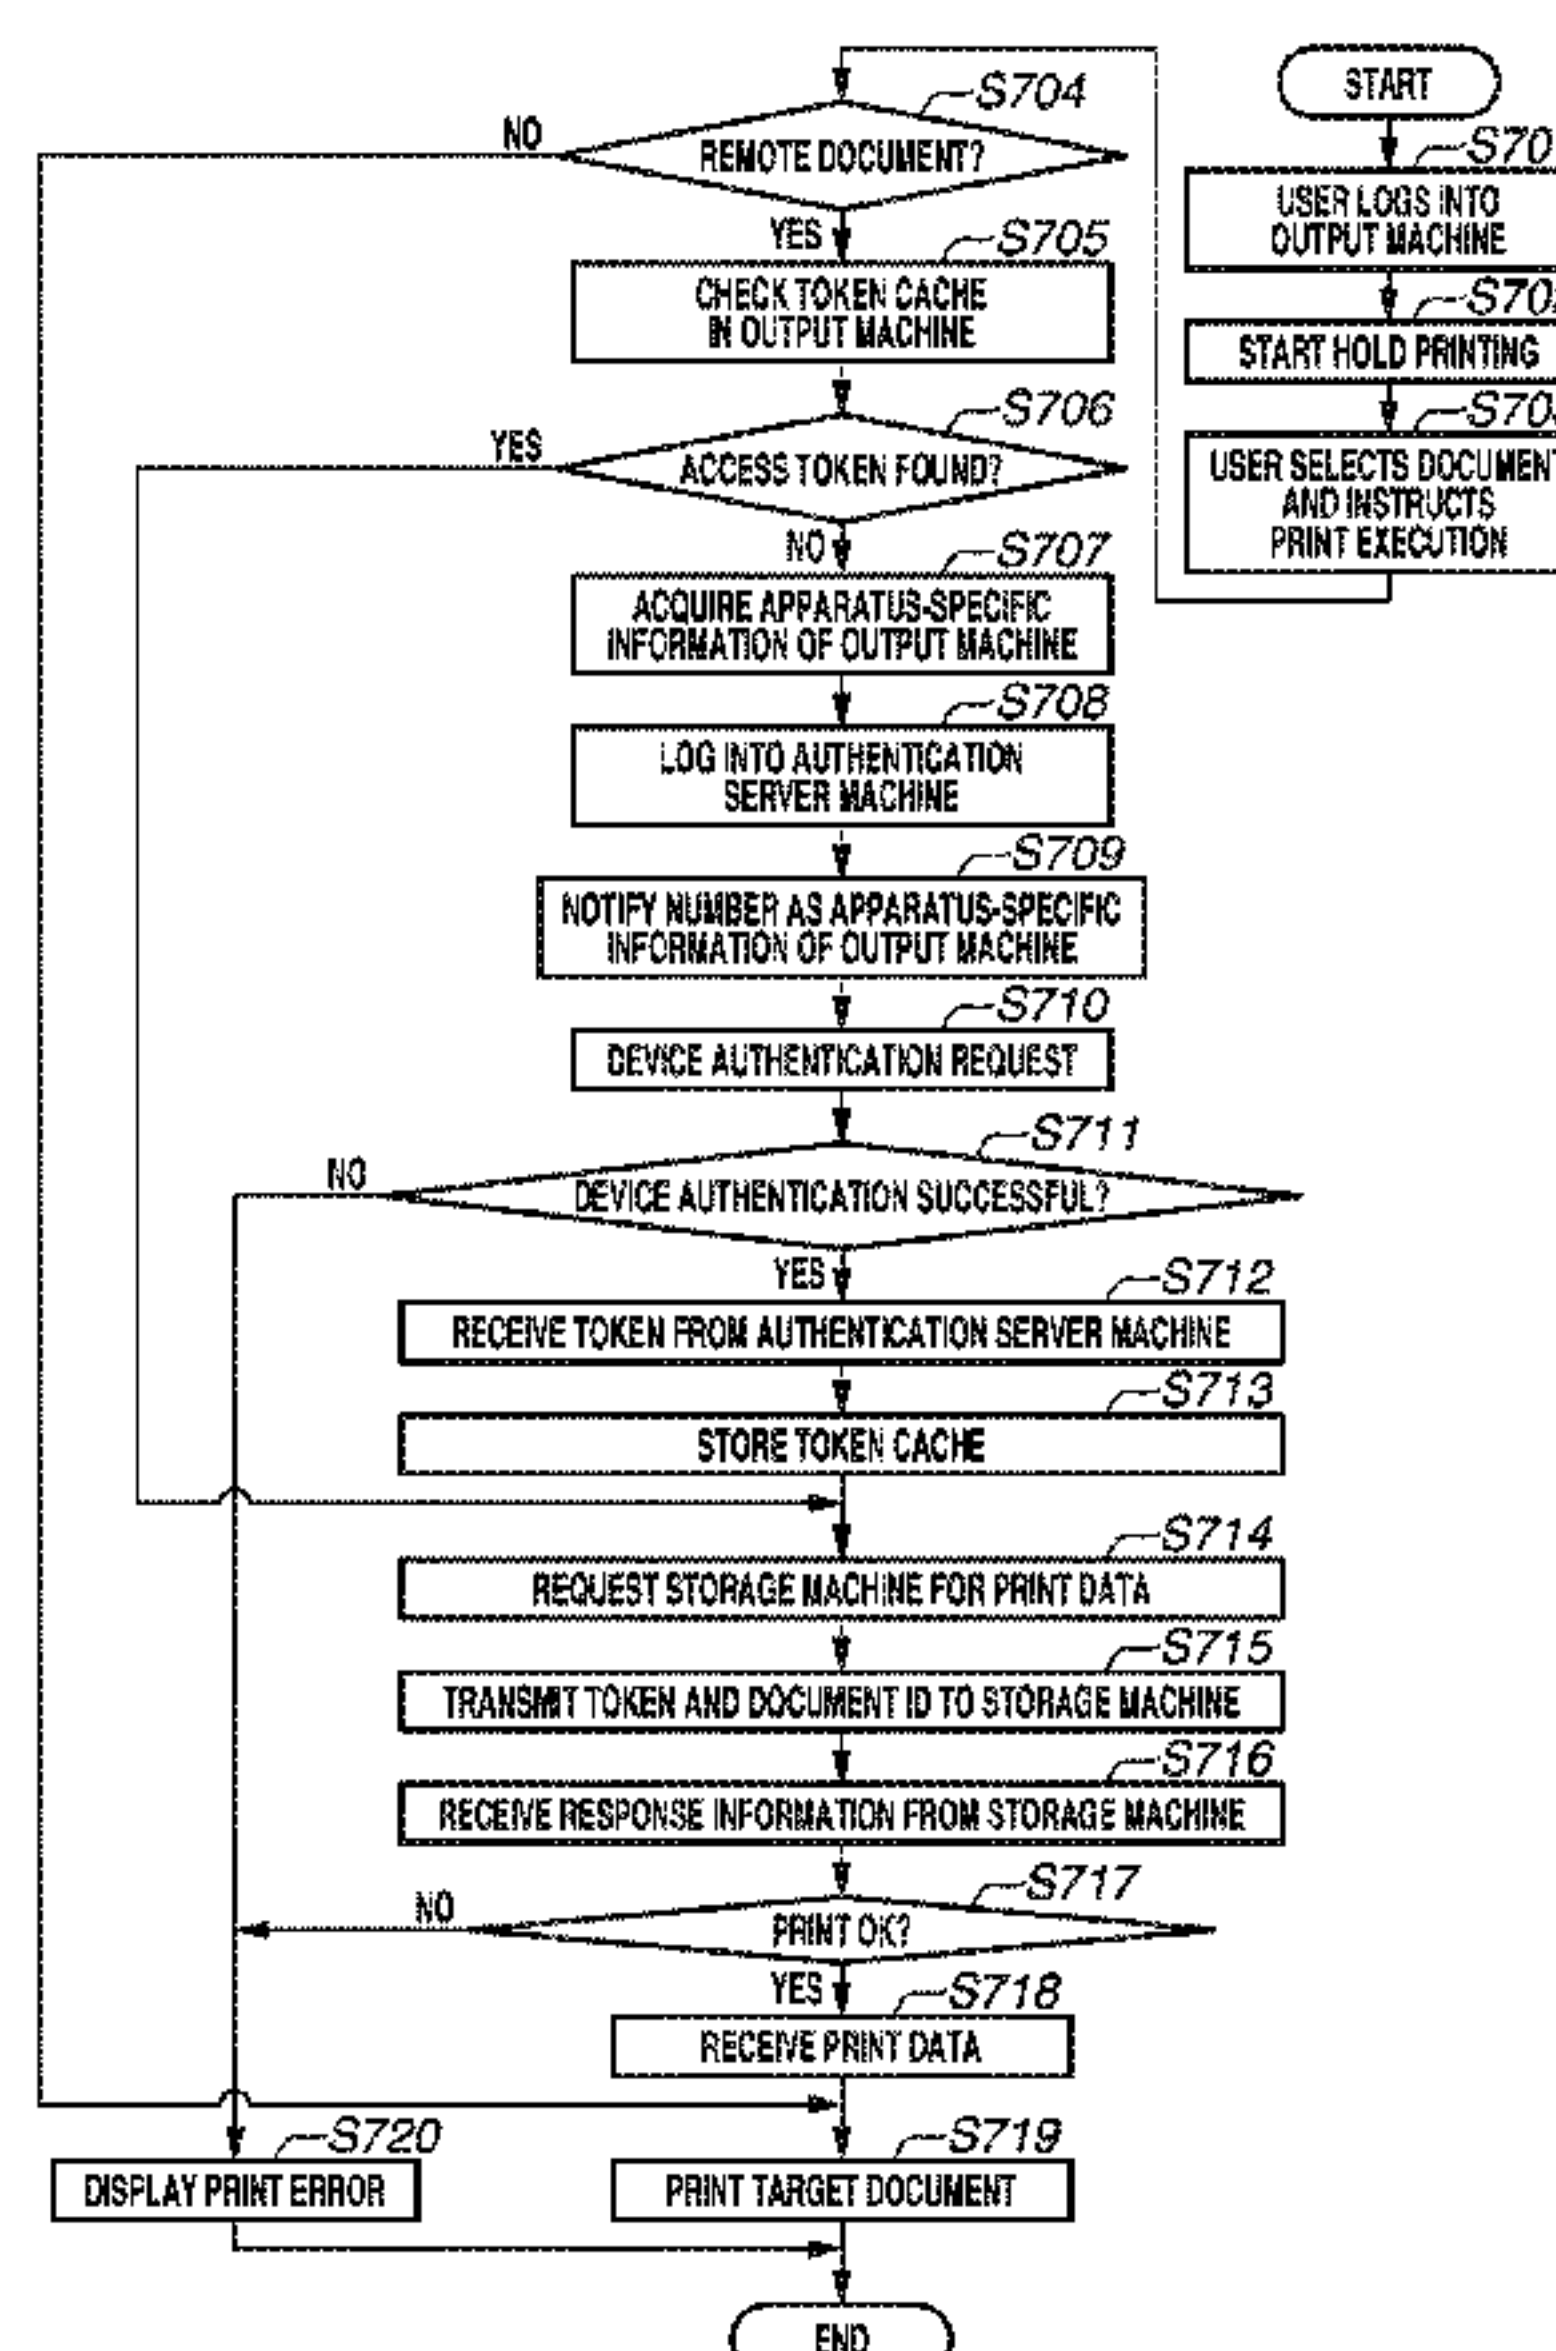 START
S70
USER LOGS INTO
OUTPUT MACHINE
S70
START HOLD PRINTING
S70
USER SELECTS DOCUMENT
AND INSTRUCTS
PRINT EXECUTION
S704
REMOTE DOCUMENT?
NO
YES
S705
CHECK TOKEN CACHE
IN OUTPUT MACHINE
S706
ACCESS TOKEN FOUND?
YES
NO
S707
ACQUIRE APPARATUS-SPECIFIC
INFORMATION OF OUTPUT MACHINE
S708
LOG INTO AUTHENTICATION
SERVER MACHINE
S709
NOTIFY NUMBER AS APPARATUS-SPECIFIC
INFORMATION OF OUTPUT MACHINE
S710
DEVICE AUTHENTICATION REQUEST
S711
DEVICE AUTHENTICATION SUCCESSFUL?
NO
YES
S712
RECEIVE TOKEN FROM AUTHENTICATION SERVER MACHINE
S713
STORE TOKEN CACHE
S714
REQUEST STORAGE MACHINE FOR PRINT DATA
S715
TRANSMIT TOKEN AND DOCUMENT ID TO STORAGE MACHINE
S716
RECEIVE RESPONSE INFORMATION FROM STORAGE MACHINE
S717
PRINT OK?
NO
YES
S718
RECEIVE PRINT DATA
S720
DISPLAY PRINT ERROR
S719
PRINT TARGET DOCUMENT
END